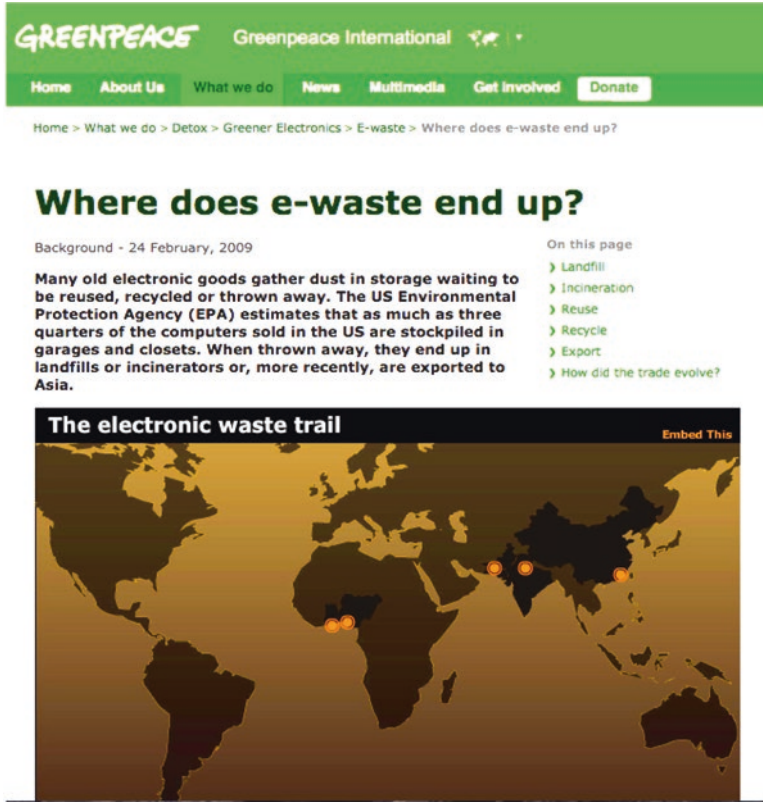 GREENPEACE Greenpeace International
Home About Us What we do News Multimedia Get Involved Donate
Home > What we do > Detox > Greener Electronics > E-waste > Where does e-waste end up?
Where does e-waste end up?
Background - 24 February, 2009
Many old electronic goods gather dust in storage waiting to
be reused, recycled or thrown away. The US Environmental
Protection Agency (EPA) estimates that as much as three
quarters of the computers sold in the US are stockpiled in
garages and closets. When thrown away, they end up in
landfills or incinerators or, more recently, are exported to
Asia.
On this page
Landfill
Incineration
Reuse
Recycle
Export
How did the trade evolve?
The electronic waste trail
Embed This